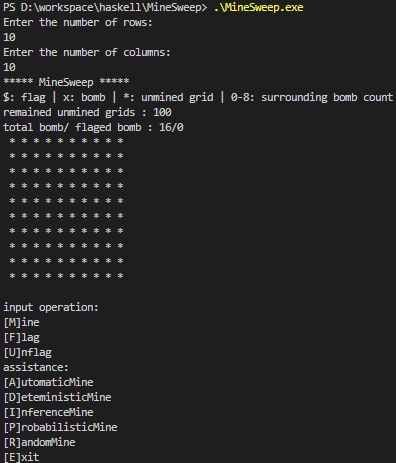 PS D:\workspace\haskell\MineSweep> .\MineSweep.exe
Enter the number of rows:
10
Enter the number of columns:
10
***** MineSweep *****
$: flag | x: bomb | *: unmined grid | 0-8: surrounding bomb count
remained unmined grids : 100
total bomb/ flaged bomb : 16/0
* * * * * * * * * *
* * * * * * * * * *
* * * * * * * * * *
* * * * * * * * * *
* * * * * * * * * *
* * * * * * * * * *
* * * * * * * * * *
* * * * * * * * * *
* * * * * * * * * *
* * * * * * * * * *
input operation:
[M]ine
[F]lag
[U]nflag
assistance:
[A]utomaticMine
[D]eteministicMine
[I]nferenceMine
[P]robabilisticMine
[R]andomMine
[E]xit